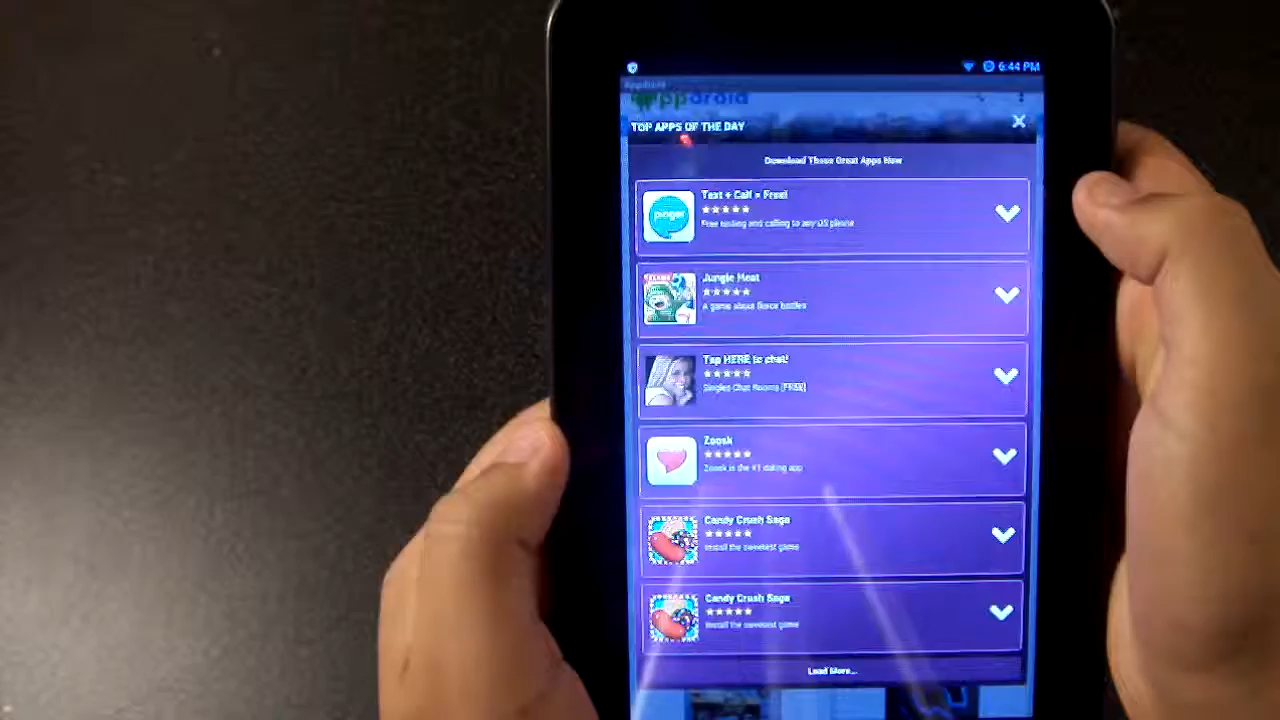 6:44 PM
ppdroid
TOP APPS OF THE DAY
Download These Great Apps Now
pinger
Text + Call = Free!
Free texting and calling to any US phone
Jungle Heat
A game about fierce battles
Tap HERE to chat!
Singles Chat Rooms (FREE)
Zoosk
Zoosk is the #1 dating app
Candy Crush Saga
Install the sweetest game
Candy Crush Saga
Install the sweetest game
Load More...